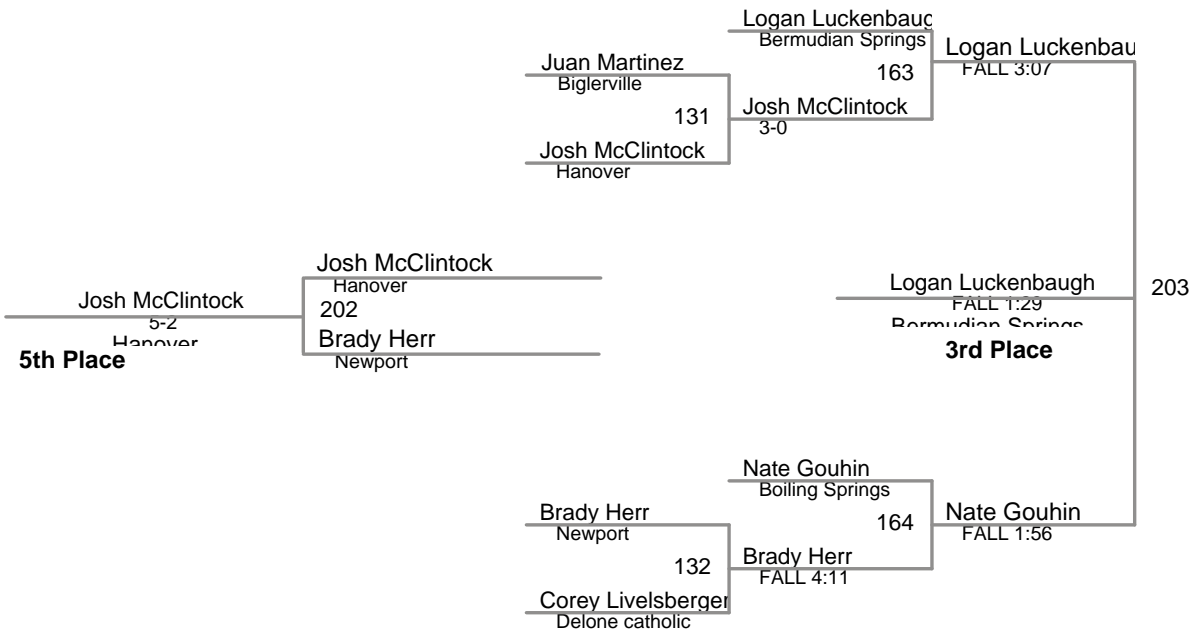 Logan Luckenbaug
Bermudian Springs
Juan Martinez
Biglerville
163
Logan Luckenbau
FALL 3:07
131
Josh McClintock
3-0
Josh McClintock
Hanover
Josh McClintock
Hanover
Josh McClintock
5-2
Hanover
5th Place
202
Brady Herr
Newport
Logan Luckenbaugh
FALL 1:29
Bermudian Springs
3rd Place
203
Nate Gouhin
Boiling Springs
Brady Herr
Newport
164
Nate Gouhin
FALL 1:56
132
Brady Herr
FALL 4:11
Corey Livelsberger
Delone catholic